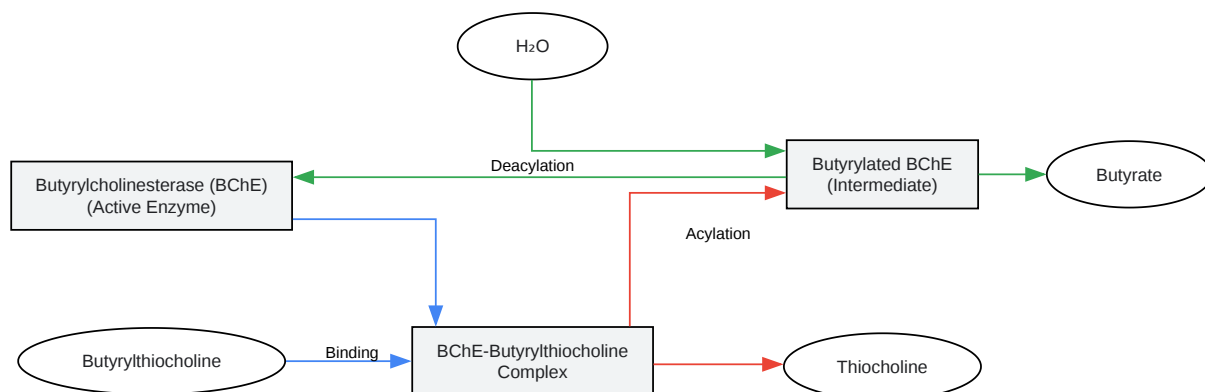 H₂O
Deacylation
Butyrylated BChE
(Intermediate)
Butyrate
Butyrylcholinesterase (BChE)
(Active Enzyme)
Acylation
Butyrylthiocholine
Binding
BChE-Butyrylthiocholine
Complex
Thiocholine